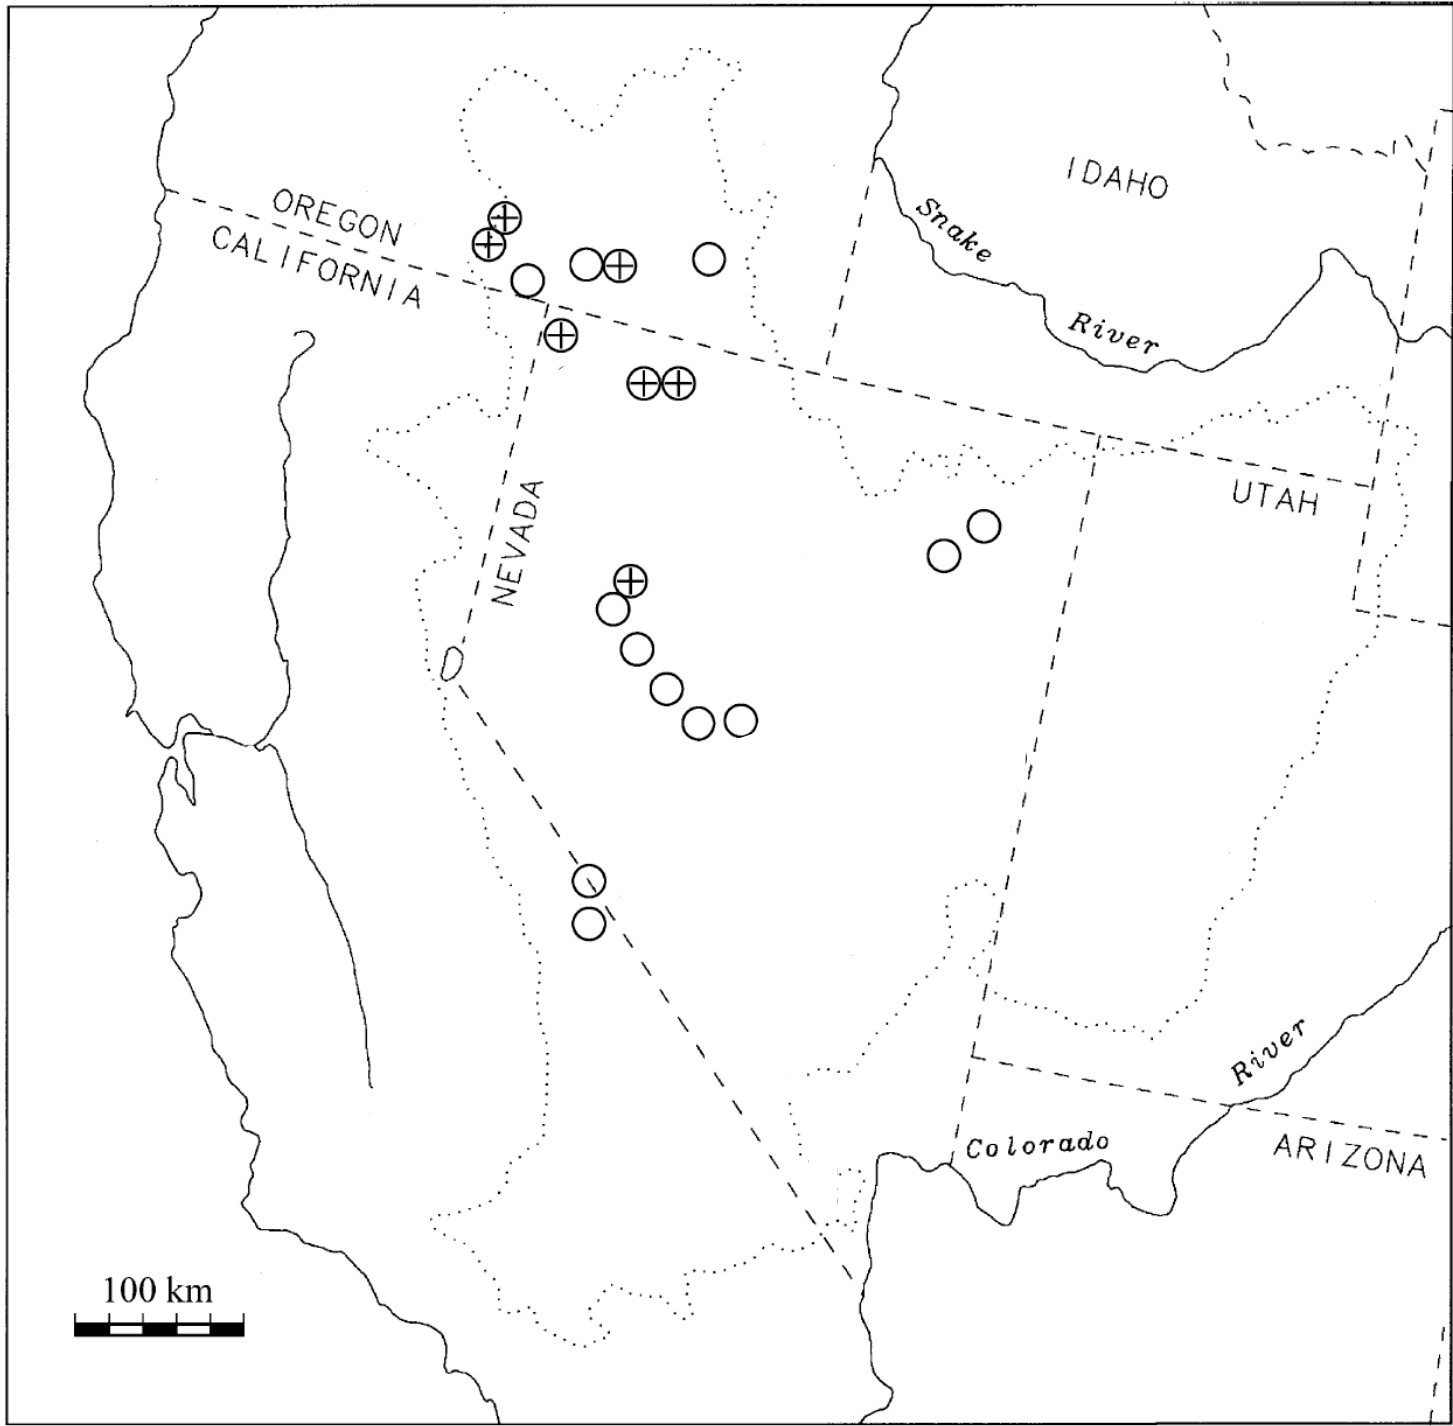 IDAHO
OREGON
CALIFORNIA
Snake
River
UTAH
NEVADA
River
Colorado
ARIZONA
100 km